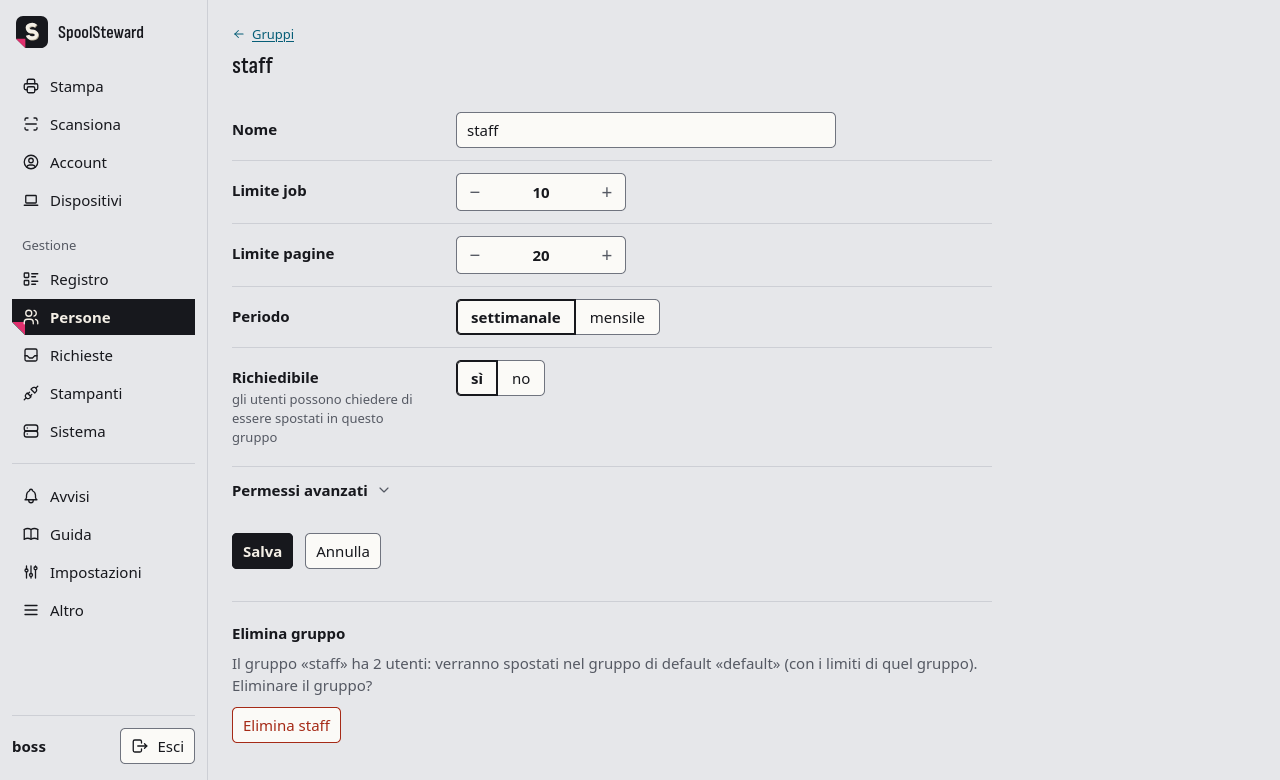 SpoolSteward
Stampa
Scansiona
Account
Dispositivi
Gestione
Registro
Persone
Richieste
Stampanti
Sistema
Avvisi
Guida
Impostazioni
Altro
boss
Esci
← Gruppi
staff
Nome
staff
Limite job
− 10 +
Limite pagine
− 20 +
Periodo
settimanale mensile
Richiedibile
sì no
gli utenti possono chiedere di
essere spostati in questo
gruppo
Permessi avanzati
Salva Annulla
Elimina gruppo
Il gruppo «staff» ha 2 utenti: verranno spostati nel gruppo di default «default» (con i limiti di quel gruppo).
Eliminare il gruppo?
Elimina staff